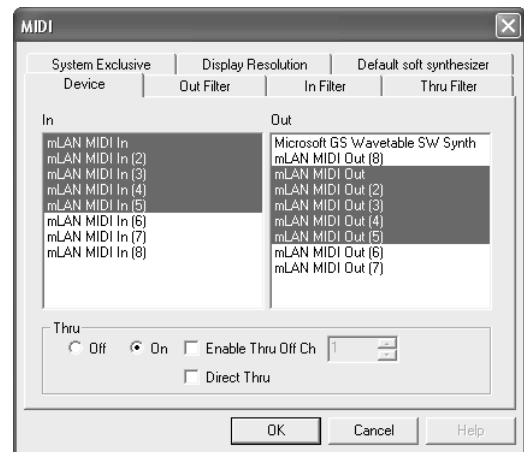 MIDI
System Exclusive
Display Resolution
Default soft synthesizer
Device
Out Filter
In Filter
Thru Filter
In
mLAN MIDI In
mLAN MIDI In (2)
mLAN MIDI In (3)
mLAN MIDI In (4)
mLAN MIDI In (5)
mLAN MIDI In (6)
mLAN MIDI In (7)
mLAN MIDI In (8)
Out
Microsoft GS Wavetable SW Synth
mLAN MIDI Out (8)
mLAN MIDI Out
mLAN MIDI Out (2)
mLAN MIDI Out (3)
mLAN MIDI Out (4)
mLAN MIDI Out (5)
mLAN MIDI Out (6)
mLAN MIDI Out (7)
Thru
Off
On
Enable Thru Off Ch
1
Direct Thru
OK
Cancel
Help